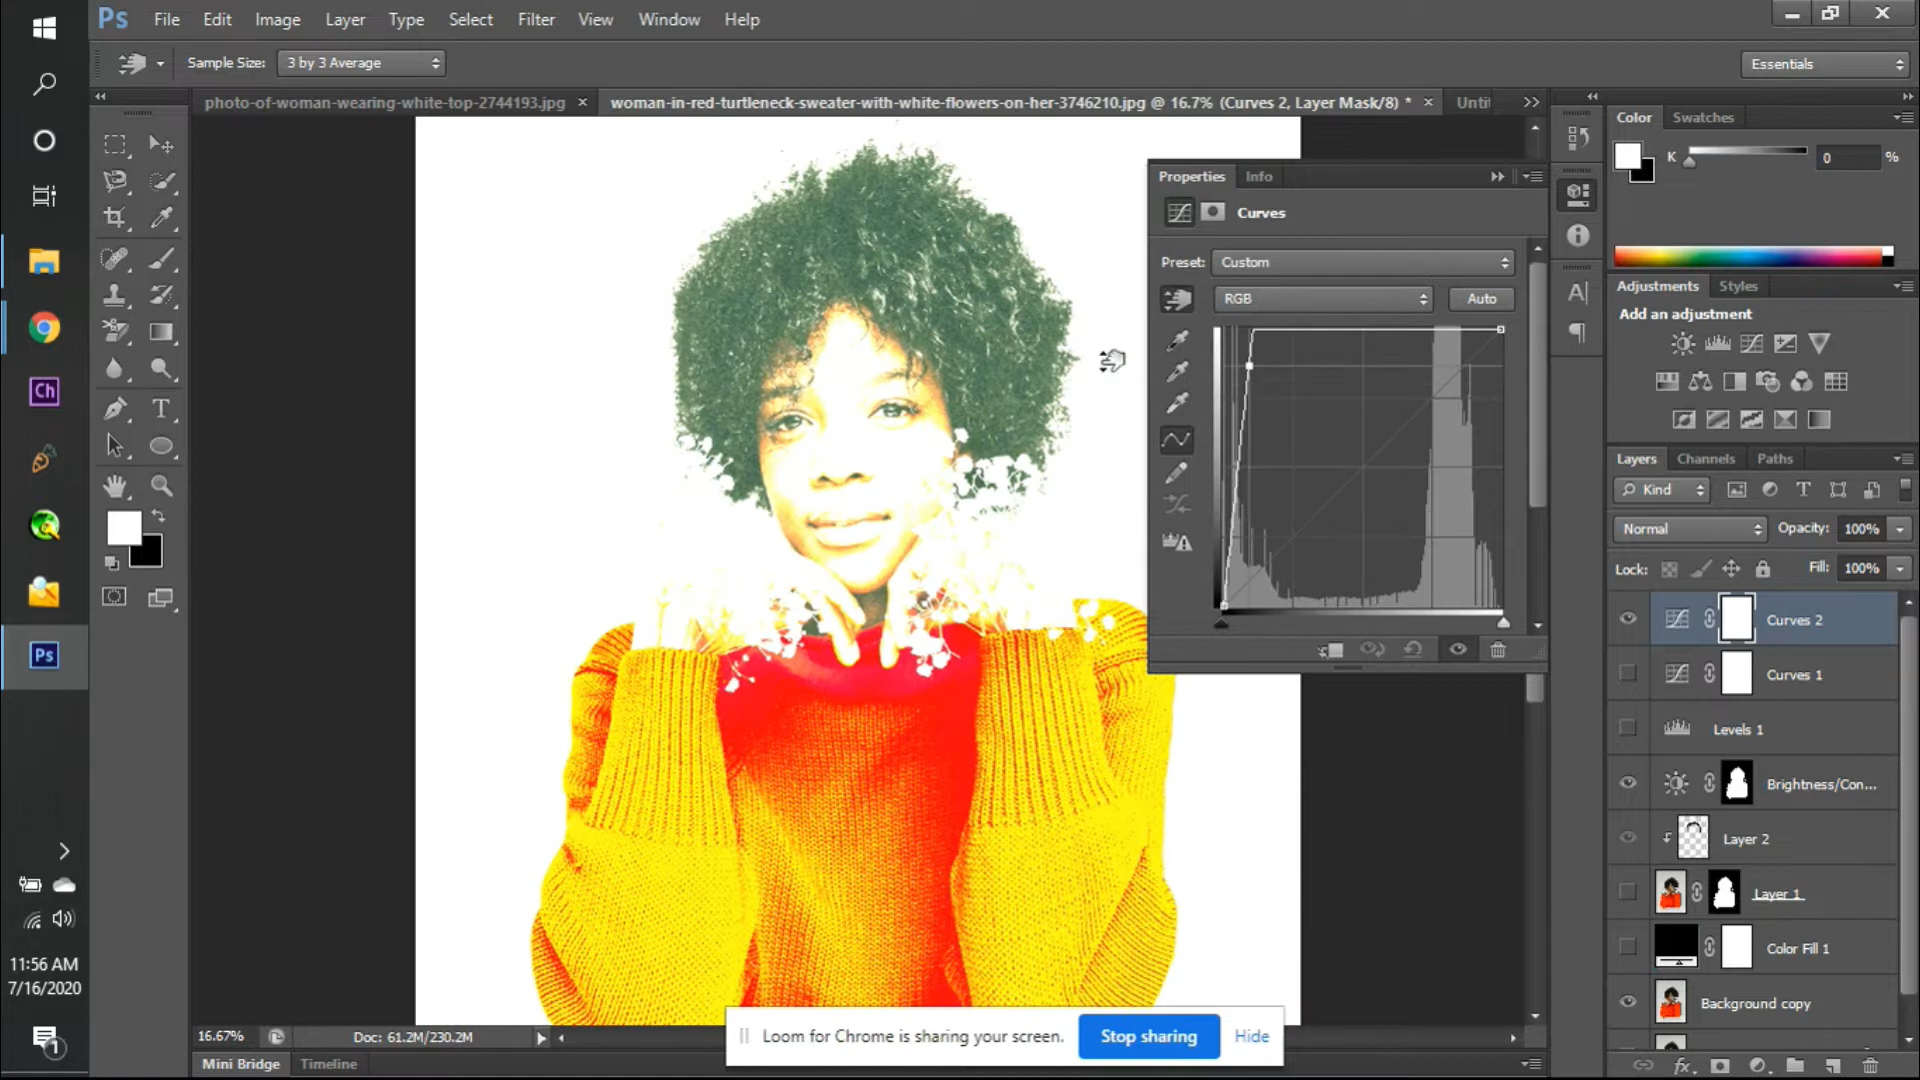 Ps File Edit Image Layer Type Select Filter View Window Help
Sample Size: 3 by 3 Average
Essentials
photo-of-woman-wearing-white-top-2744193.jpg ×
woman-in-red-turtleneck-sweater-with-white-flowers-on-her-3746210.jpg @ 16.7% (Curves 2, Layer Mask/8) * ×
Untit
Color Swatches
K 0 %
Properties Info
Curves
Preset: Custom
RGB Auto
Adjustments Styles
Add an adjustment
Layers Channels Paths
Kind
Normal Opacity: 100%
Lock: Fill: 100%
Curves 2
Curves 1
Levels 1
Brightness/Con...
Layer 2
Layer 1
Color Fill 1
Background copy
Ch
T
Ps
11:56 AM
7/16/2020
1
16.67% Doc: 61.2M/230.2M
Loom for Chrome is sharing your screen. Stop sharing Hide
Mini Bridge Timeline